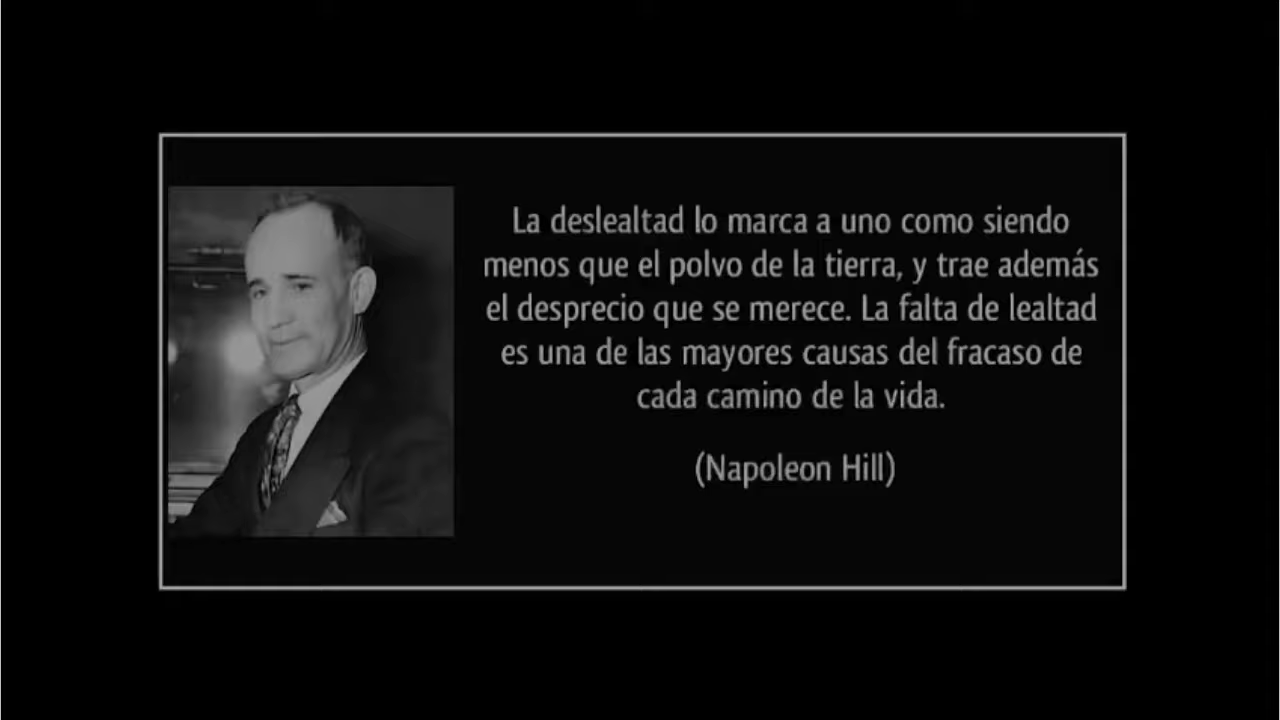 La deslealtad lo marca a uno como siendo
menos que el polvo de la tierra, y trae además
el desprecio que se merece. La falta de lealtad
es una de las mayores causas del fracaso de
cada camino de la vida.
(Napoleon Hill)